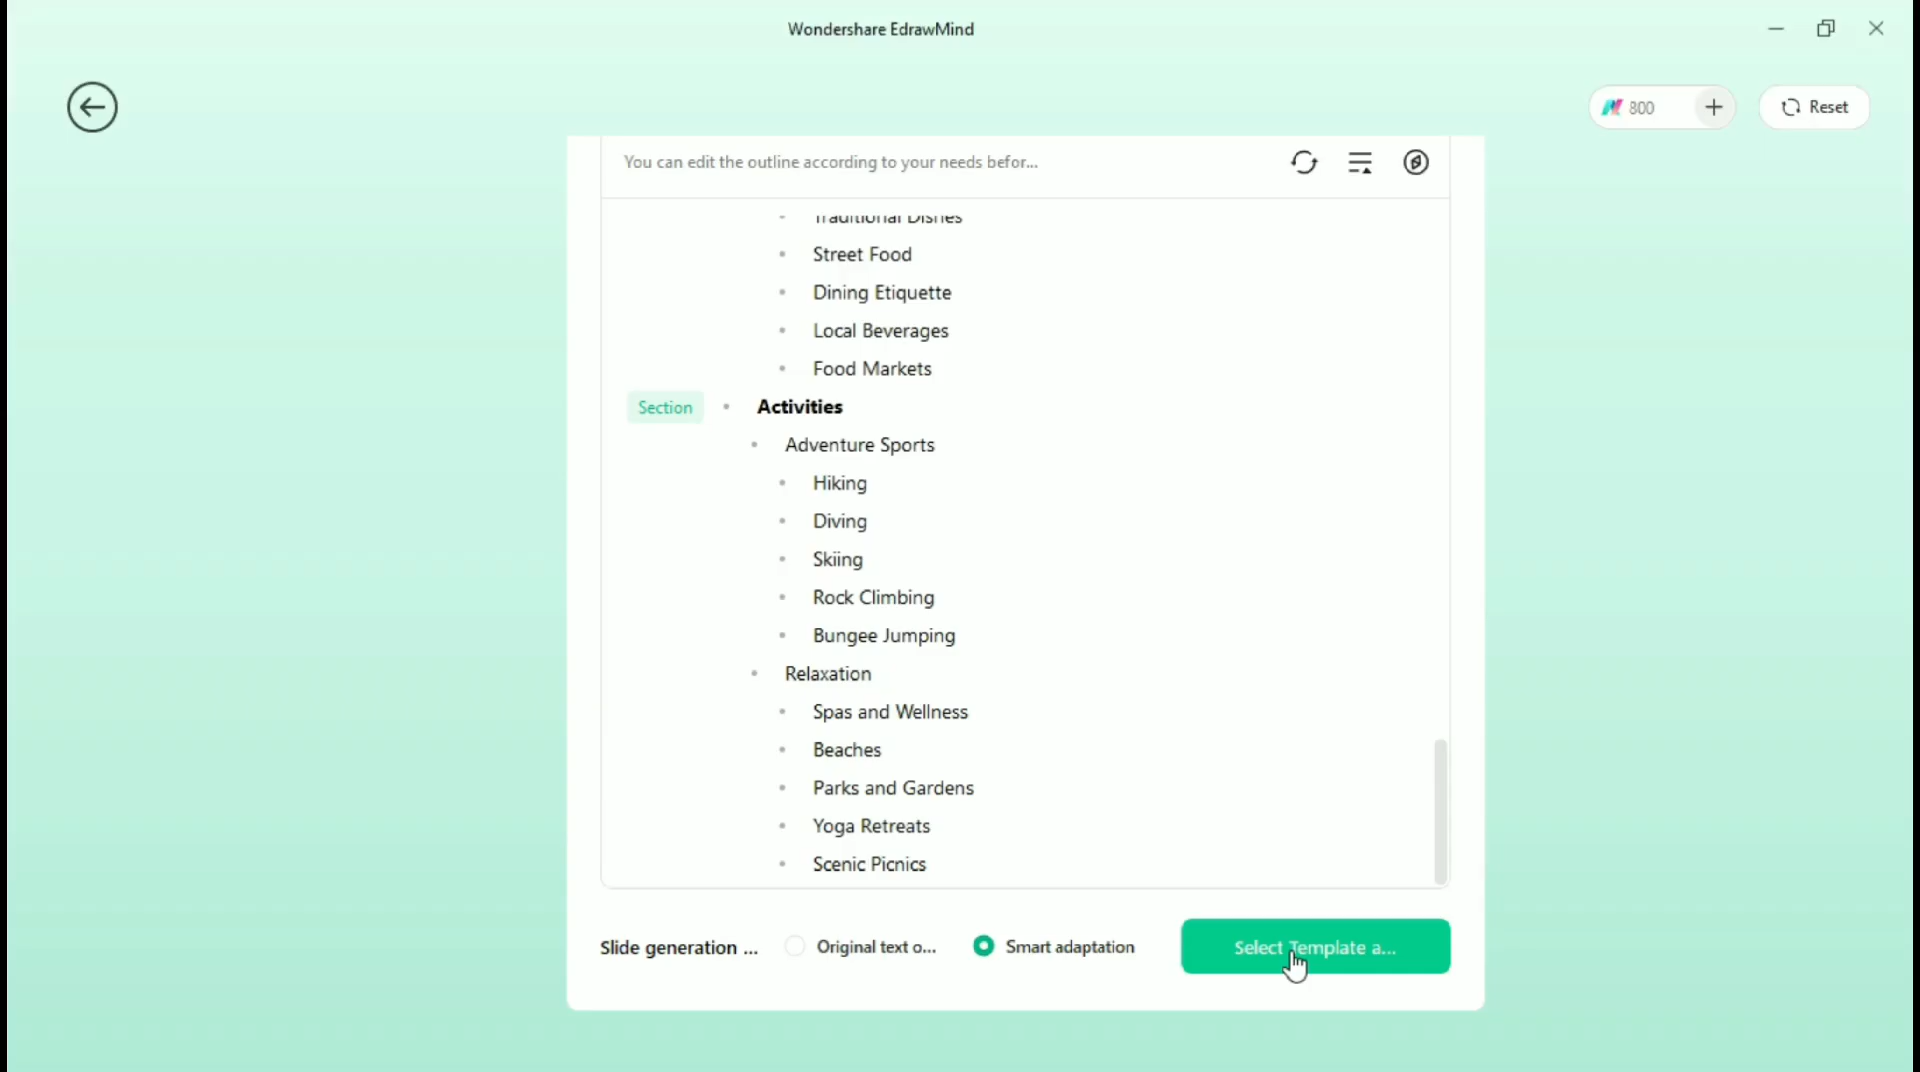 Wondershare EdrawMind
800
Reset
You can edit the outline according to your needs befor...
Traditional Dishes
Street Food
Dining Etiquette
Local Beverages
Food Markets
Section
Activities
Adventure Sports
Hiking
Diving
Skiing
Rock Climbing
Bungee Jumping
Relaxation
Spas and Wellness
Beaches
Parks and Gardens
Yoga Retreats
Scenic Picnics
Slide generation ... Original text o... Smart adaptation Select Template a...